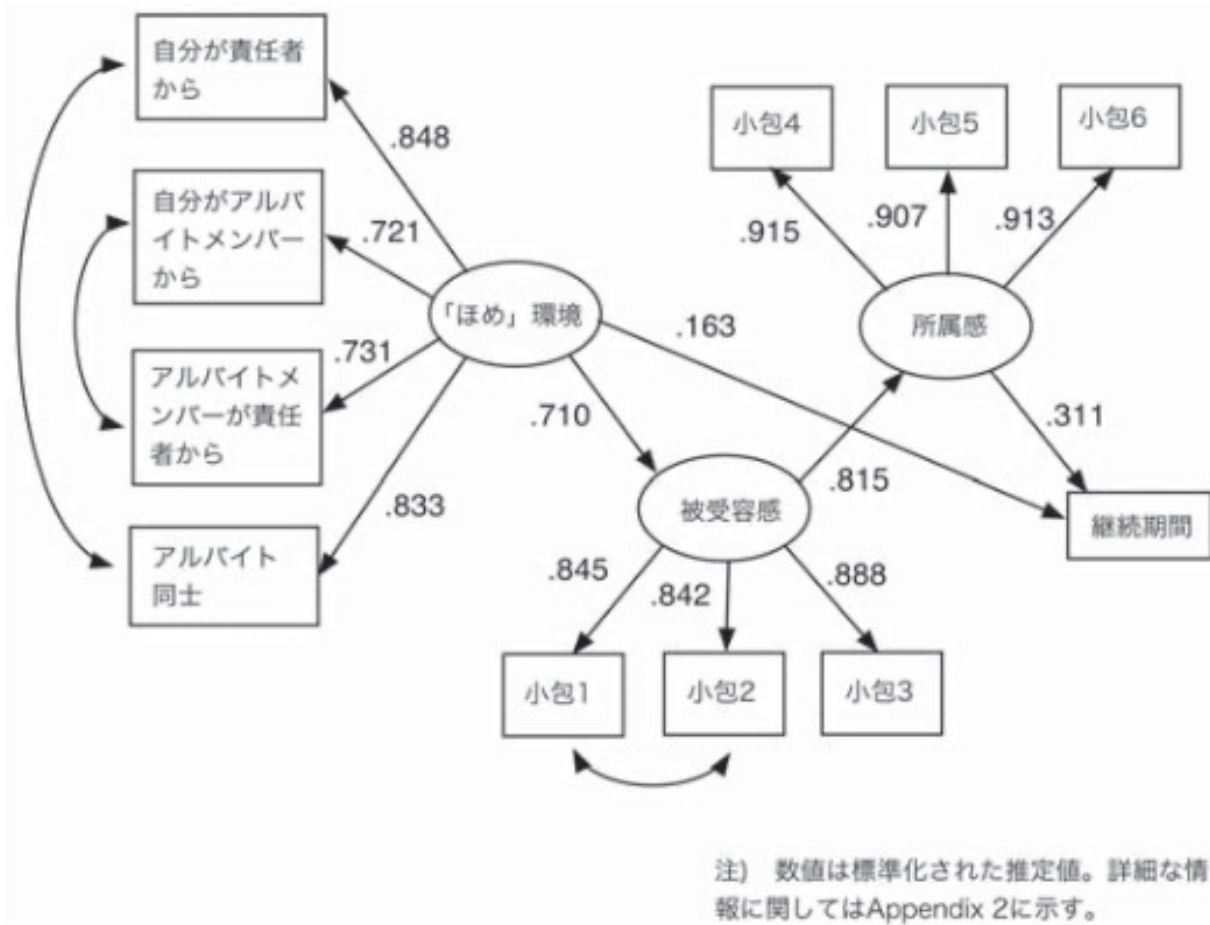 自分が責任者
から
.848
自分がアルバ
イトメンバー
から
.721
アルバイトメ
ンバーが責任
者から
.731
アルバイト
同士
.833
「ほめ」環境
.163
.710
小包4
小包5
小包6
.915
.907
.913
所属感
.311
.815
被受容感
継続期間
.845
.842
.888
小包1
小包2
小包3
注) 数値は標準化された推定値。詳細な情
報に関してはAppendix 2に示す。